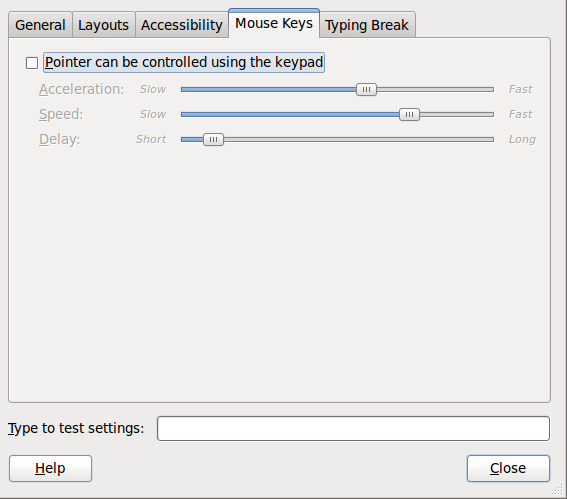 General Layouts Accessibility Mouse Keys Typing Break
Pointer can be controlled using the keypad
Acceleration: Slow Fast
Speed: Slow Fast
Delay: Short Long
Type to test settings:
Help Close